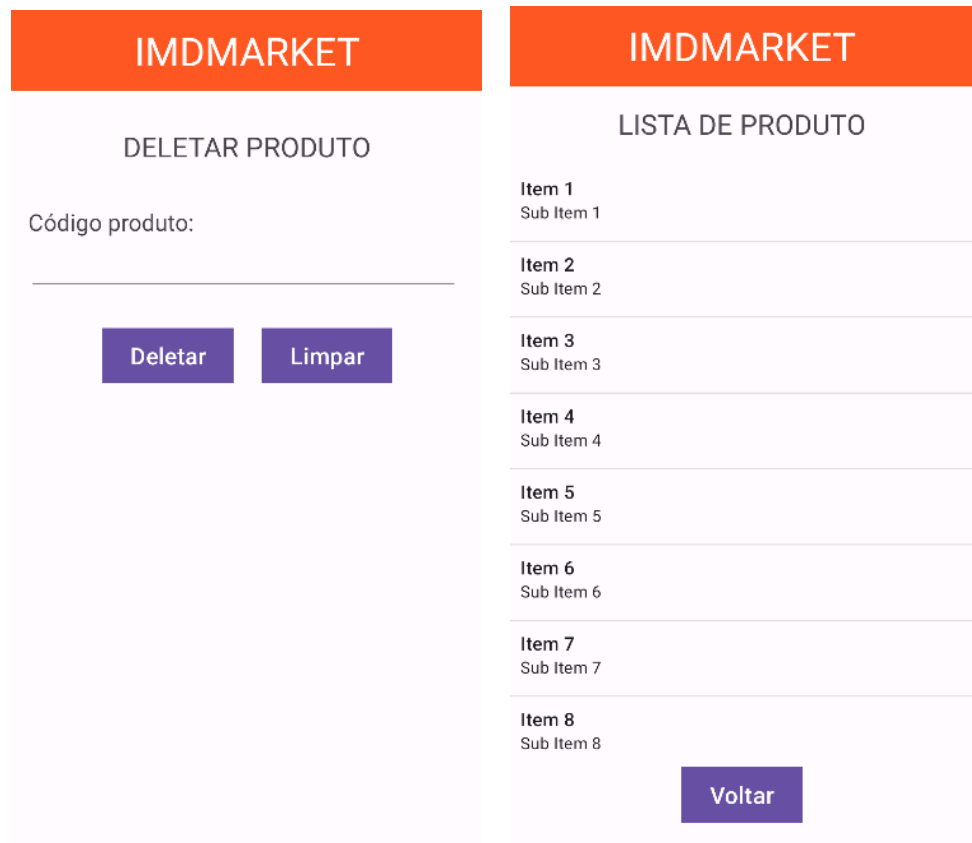 IMDMARKET
DELETAR PRODUTO
Código produto:
Deletar
Limpar
IMDMARKET
LISTA DE PRODUTO
Item 1
Sub Item 1
Item 2
Sub Item 2
Item 3
Sub Item 3
Item 4
Sub Item 4
Item 5
Sub Item 5
Item 6
Sub Item 6
Item 7
Sub Item 7
Item 8
Sub Item 8
Voltar